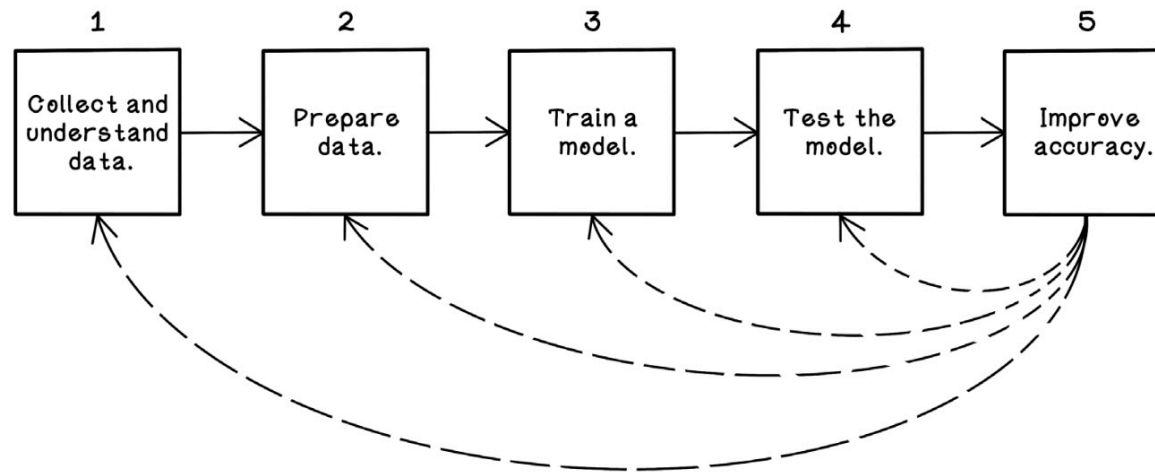 1
2
3
4
5
Collect and
understand
data.
Prepare
data.
Train a
model.
Test the
model.
Improve
accuracy.